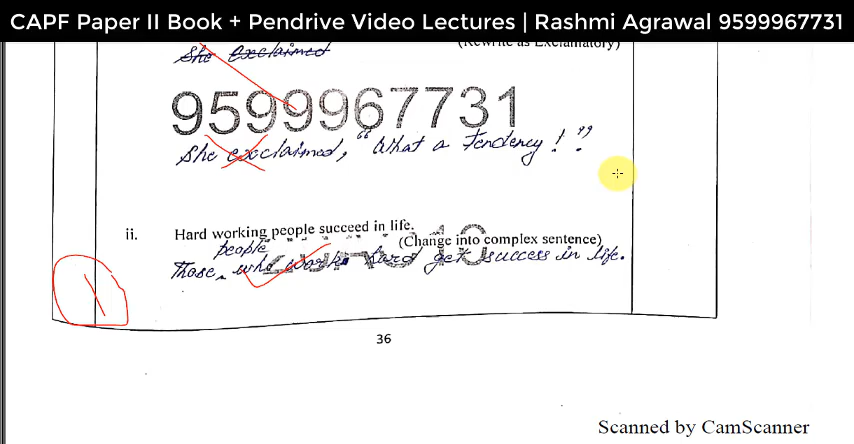 CAPF Paper II Book + Pendrive Video Lectures | Rashmi Agrawal 9599967731
(Rewrite as Exclamatory)
She exclaimed
9599967731
She exclaimed, "What a Tendency! "
ii. Hard working people succeed in life.
(Change into complex sentence)
people
Those who work hard get success in life.
1
36
Scanned by CamScanner